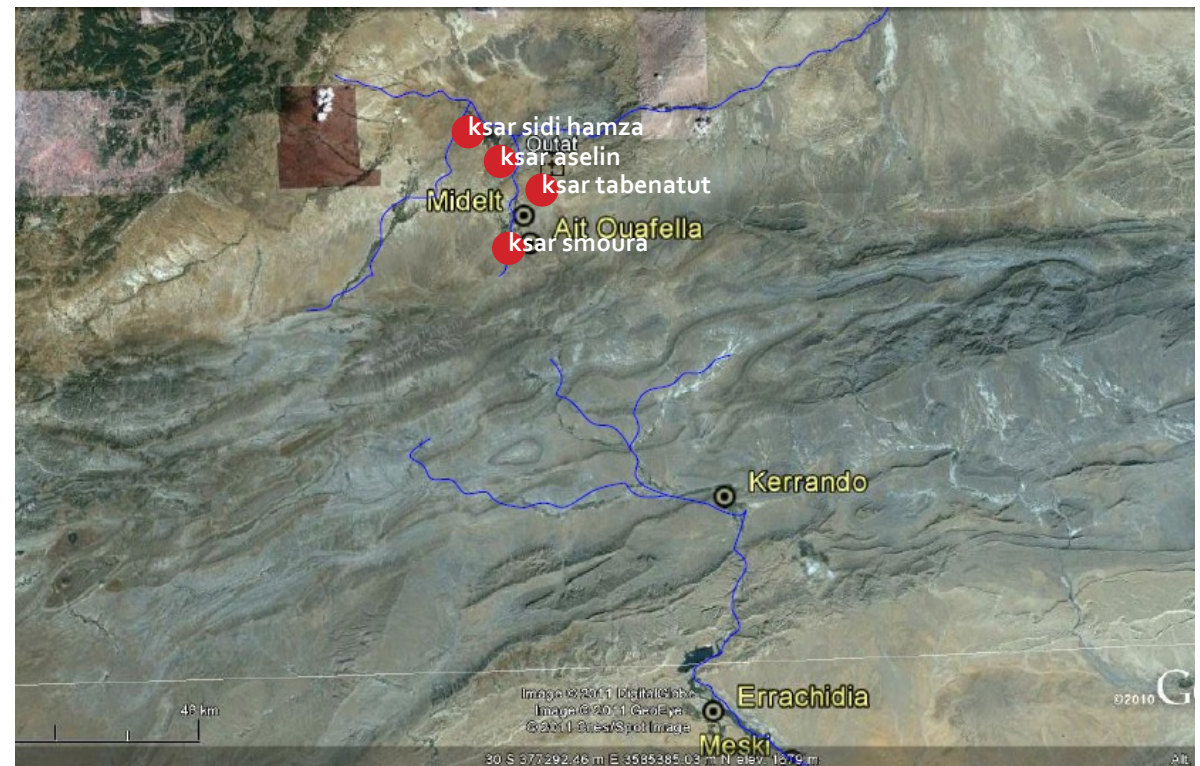 ksar sidi hamza
Outat
ksar aselin
ksar tabenatut
Midelt
Ait Ouafella
ksar smoura
Kerrando
Errachidia
©2010 G
46 km
Image © 2011 DigitalGlobe
Image © 2011 GeoEye
© 2011 Cnes/Spot Image
Meski
30 S 377292.46 m E 3585385.03 m N elev. 1679 m
Alt